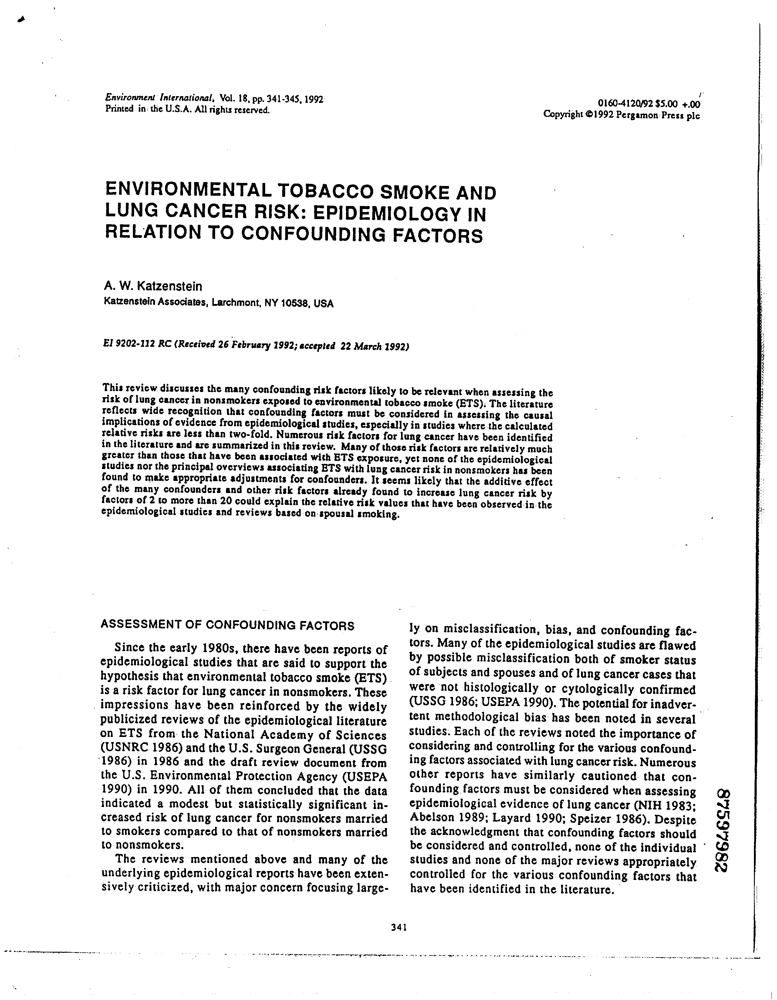 Environment International, Vol. 18, pp. 341-345, 1992
Printed in the U.S.A. All rights reserved.
0160-4120/92 $5.00 +.00
Copyright ©1992 Pergamon Press plc
ENVIRONMENTAL TOBACCO SMOKE AND
LUNG CANCER RISK: EPIDEMIOLOGY IN
RELATION TO CONFOUNDING FACTORS
A. W. Katzenstein
Katzenstein Associates, Larchmont, NY 10538, USA
EI 9202-112 RC (Received 26 February 1992; accepted 22 March 1992)
This review discusses the many confounding risk factors likely to be relevant when assessing the
risk of lung cancer in nonsmokers exposed to environmental tobacco smoke (ETS). The literature
reflects wide recognition that confounding factors must be considered in assessing the causal
implications of evidence from epidemiological studies, especially in studies where the calculated
relative risks are less than two-fold. Numerous risk factors for lung cancer have been identified
in the literature and are summarized in this review. Many of those risk factors are relatively much
greater than those that have been associated with ETS exposure, yet none of the epidemiological
studies nor the principal overviews associating ETS with lung cancer risk in nonsmokers has been
found to make appropriate adjustments for confounders. It seems likely that the additive effect
of the many confounders and other risk factors already found to increase lung cancer risk by
factors of 2 to more than 20 could explain the relative risk values that have been observed in the
epidemiological studies and reviews based on spousal smoking.
ASSESSMENT OF CONFOUNDING FACTORS
Since the early 1980s, there have been reports of
epidemiological studies that are said to support the
hypothesis that environmental tobacco smoke (ETS)
is a risk factor for lung cancer in nonsmokers. These
impressions have been reinforced by the widely
publicized reviews of the epidemiological literature
on ETS from the National Academy of Sciences
(USNRC 1986) and the U.S. Surgeon General (USSG
1986) in 1986 and the draft review document from
the U.S. Environmental Protection Agency (USEPA
1990) in 1990. All of them concluded that the data
indicated a modest but statistically significant in-
creased risk of lung cancer for nonsmokers married
to smokers compared to that of nonsmokers married
to nonsmokers.
The reviews mentioned above and many of the
underlying epidemiological reports have been exten-
sively criticized, with major concern focusing large-
ly on misclassification, bias, and confounding fac-
tors. Many of the epidemiological studies are flawed
by possible misclassification both of smoker status
of subjects and spouses and of lung cancer cases that
were not histologically or cytologically confirmed
(USSG 1986; USEPA 1990). The potential for inadver-
tent methodological bias has been noted in several
studies. Each of the reviews noted the importance of
considering and controlling for the various confound-
ing factors associated with lung cancer risk. Numerous
other reports have similarly cautioned that con-
founding factors must be considered when assessing
epidemiological evidence of lung cancer (NIH 1983;
Abelson 1989; Layard 1990; Speizer 1986). Despite
the acknowledgment that confounding factors should
be considered and controlled, none of the individual
studies and none of the major reviews appropriately
controlled for the various confounding factors that
have been identified in the literature.
87597982
341